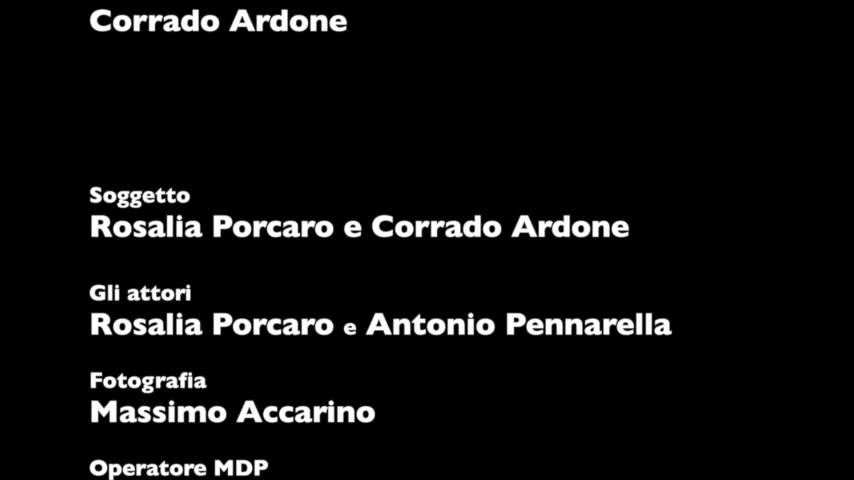 Corrado Ardone
Soggetto
Rosalia Porcaro e Corrado Ardone
Gli attori
Rosalia Porcaro e Antonio Pennarella
Fotografia
Massimo Accarino
Operatore MDP